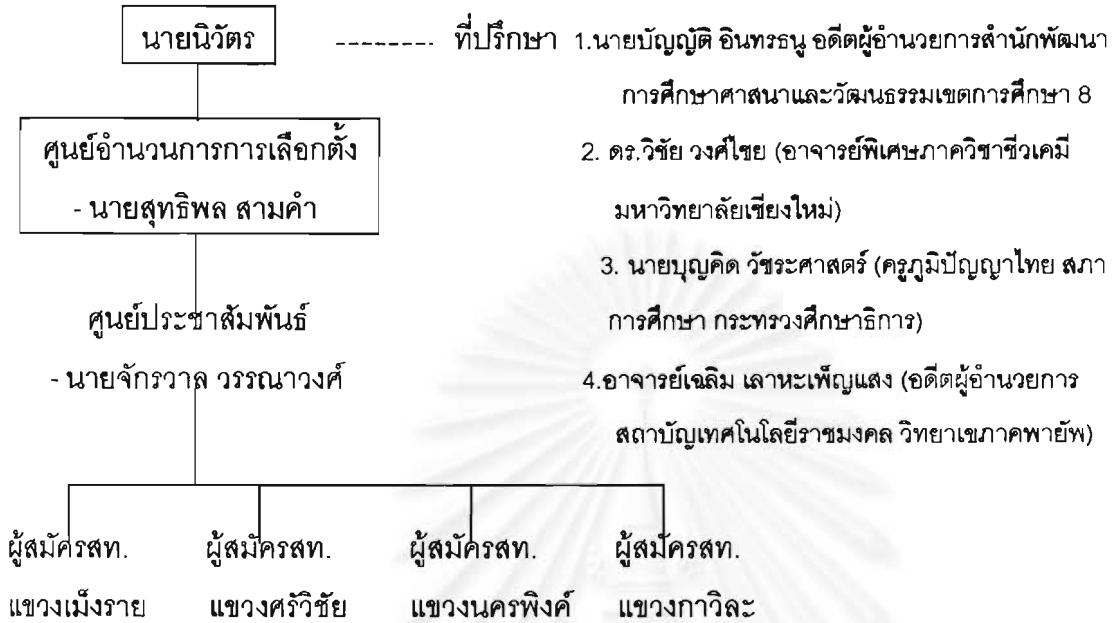 นายนิวัตร
---------- ที่ปรึกษา 1.นายบัญญัติ อินทรธนู อดีตผู้อำนวยการสำนักพัฒนา
การศึกษาศาสนาและวัฒนธรรมเขตการศึกษา 8
ศูนย์อำนวนการการเลือกตั้ง
- นายสุทธิพล สามคำ
2. ดร.วิชัย วงศ์ไชย (อาจารย์พิเศษภาควิชาชีวเคมี
มหาวิทยาลัยเชียงใหม่)
3. นายบุญคิด วัชระศาสตร์ (ครูภูมิปัญญาไทย สภา
การศึกษา กระทรวงศึกษาธิการ)
ศูนย์ประชาสัมพันธ์
- นายจักรวาล วรรณาวงศ์
4.อาจารย์เฉลิม เลาหะเพ็ญแสง (อดีตผู้อำนวยการ
สถาบัญเทศโนโลยีราชมงคล วิทยาเขภาคพายัพ)
ผู้สมัครสท. ผู้สมัครสท. ผู้สมัครสท. ผู้สมัครสท.
แขวงเม็งราย แขวงศรัวิชัย แขวงนครพิงค์ แขวงกาวิละ